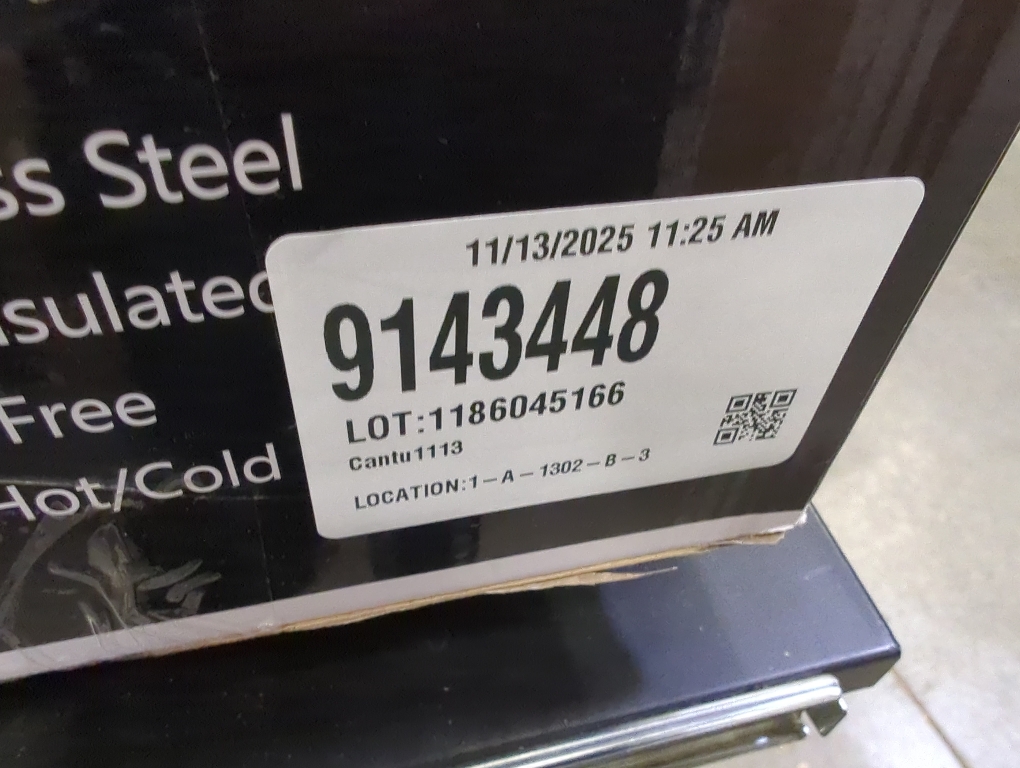 ss Steel
sulated
Free
Hot/Cold
11/13/2025 11:25 AM
9143448
LOT:1186045166
Cantu1113
LOCATION:1-A-1302-B-3